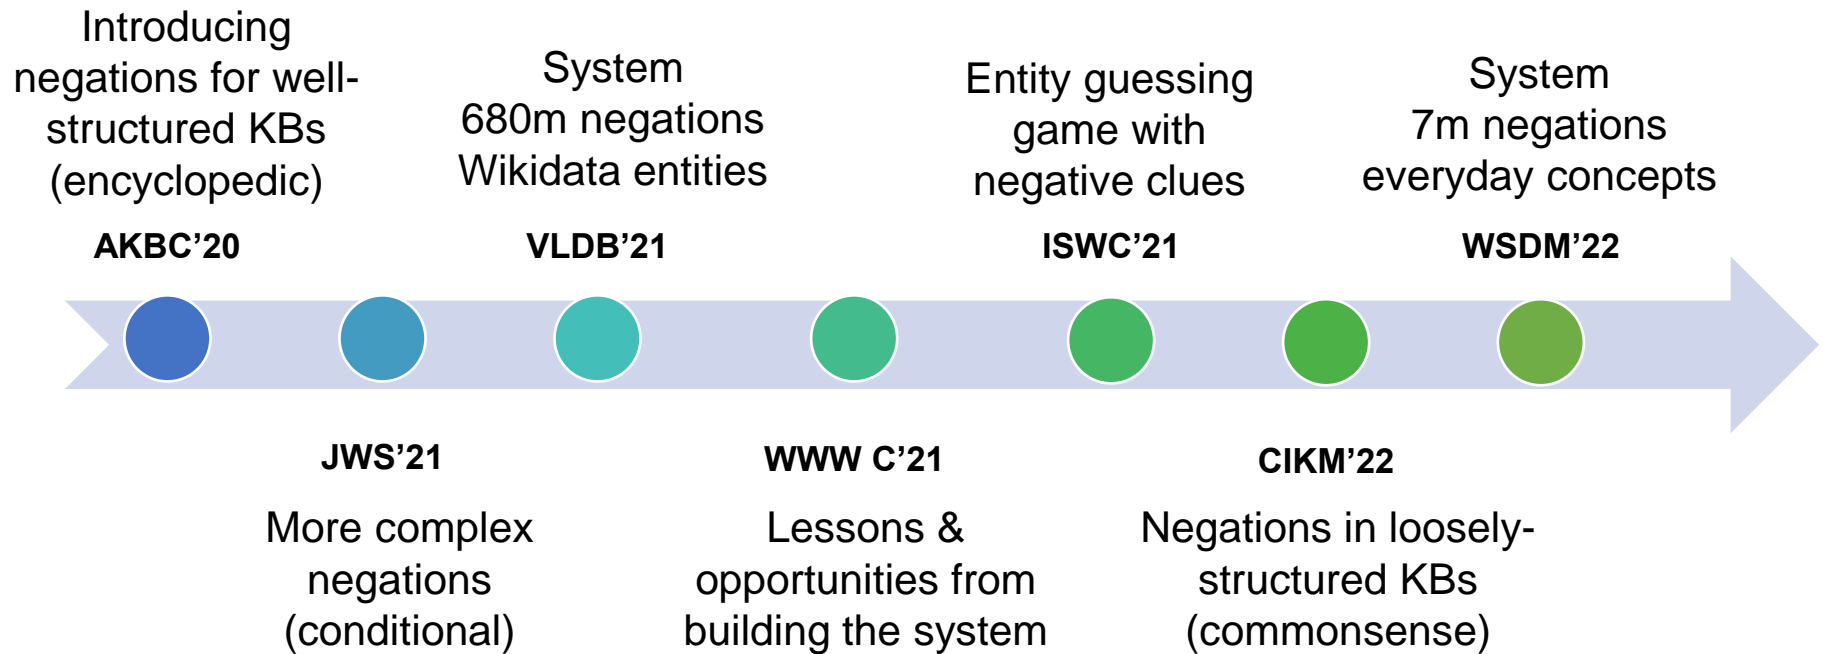 Introducing
negations for well-
structured KBs
(encyclopedic)
AKBC’20
JWS’21
More complex
negations
(conditional)
System
680m negations
Wikidata entities
VLDB’21
WWW C’21
Lessons &
opportunities from
building the system
Entity guessing
game with
negative clues
ISWC’21
CIKM’22
Negations in loosely-
structured KBs
(commonsense)
System
7m negations
everyday concepts
WSDM’22